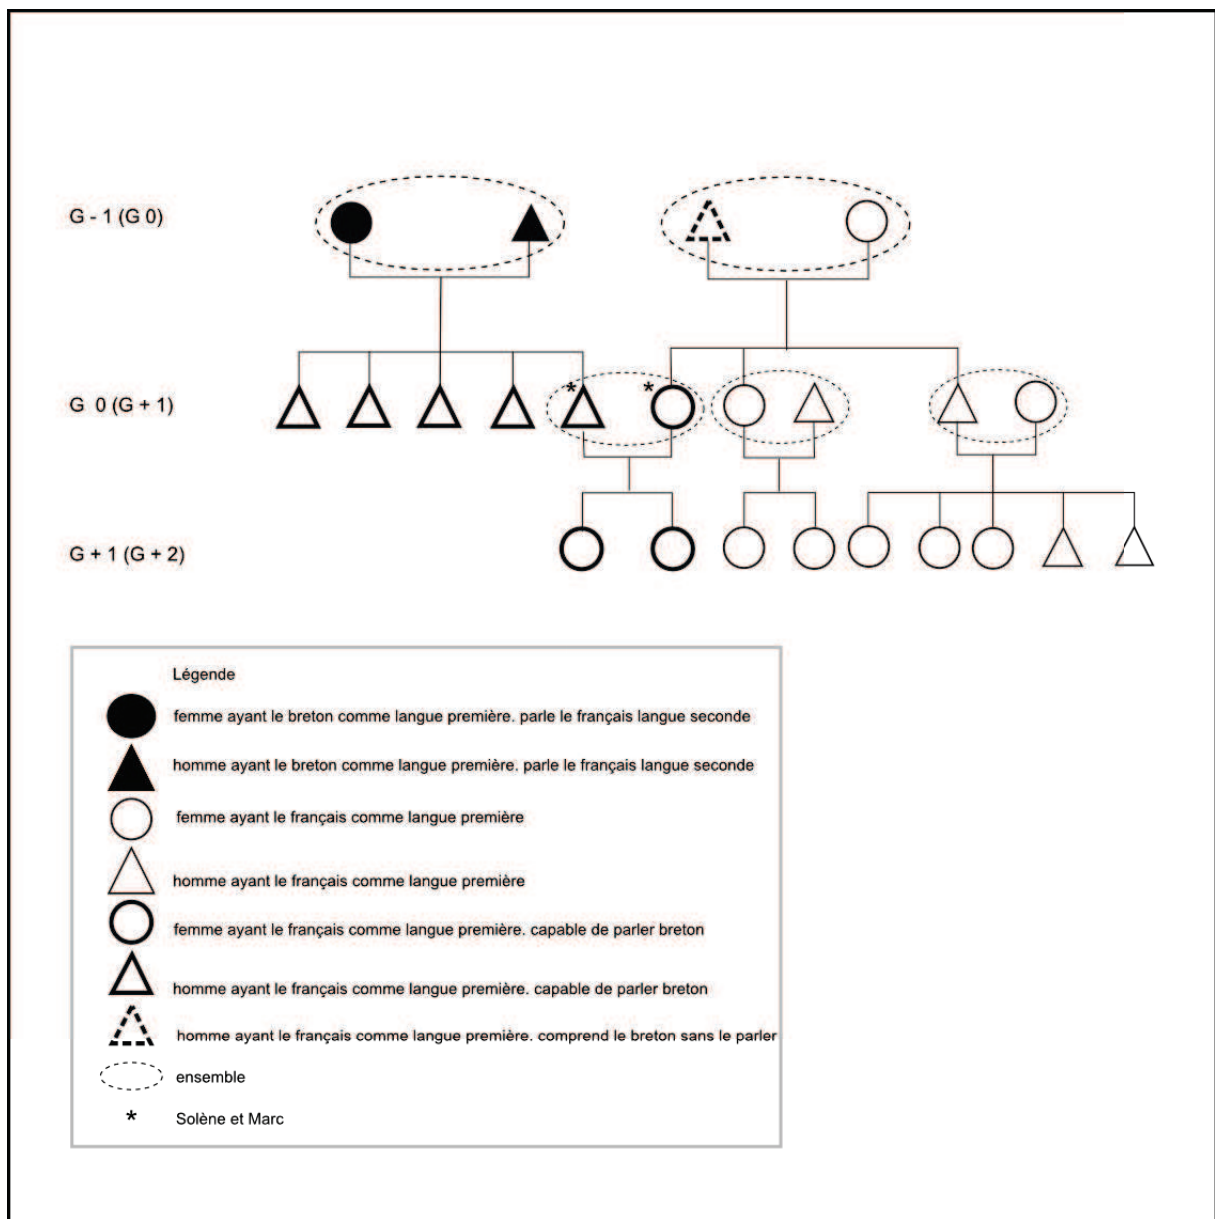 G - 1 (G 0)
G 0 (G + 1)
* *
G + 1 (G + 2)
Légende
femme ayant le breton comme langue première. parle le français langue seconde
homme ayant le breton comme langue première. parle le français langue seconde
femme ayant le français comme langue première
homme ayant le français comme langue première
femme ayant le français comme langue première. capable de parler breton
homme ayant le français comme langue première. capable de parler breton
homme ayant le français comme langue première. comprend le breton sans le parler
ensemble
* Solène et Marc